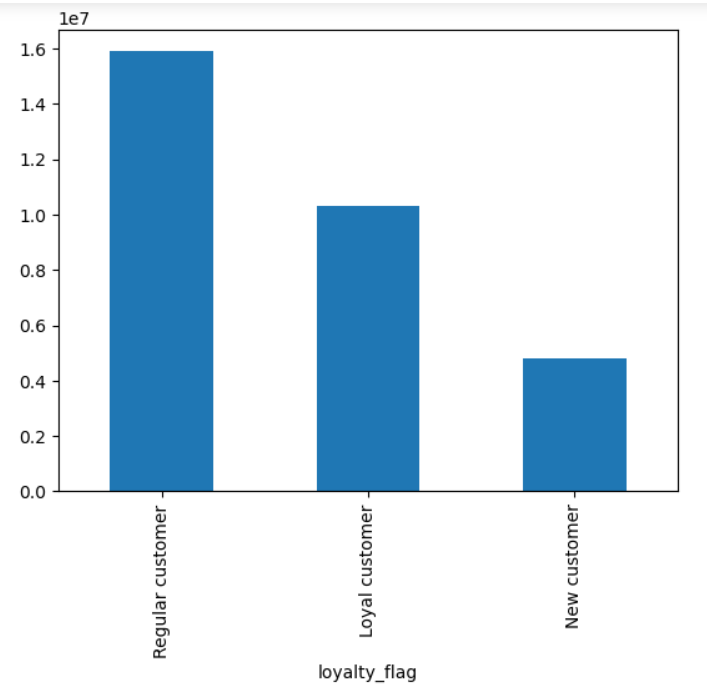 1e7
1.6
1.4
1.2
1.0
0.8
0.6
0.4
0.2
0.0
Regular customer
Loyal customer
New customer
loyalty_flag